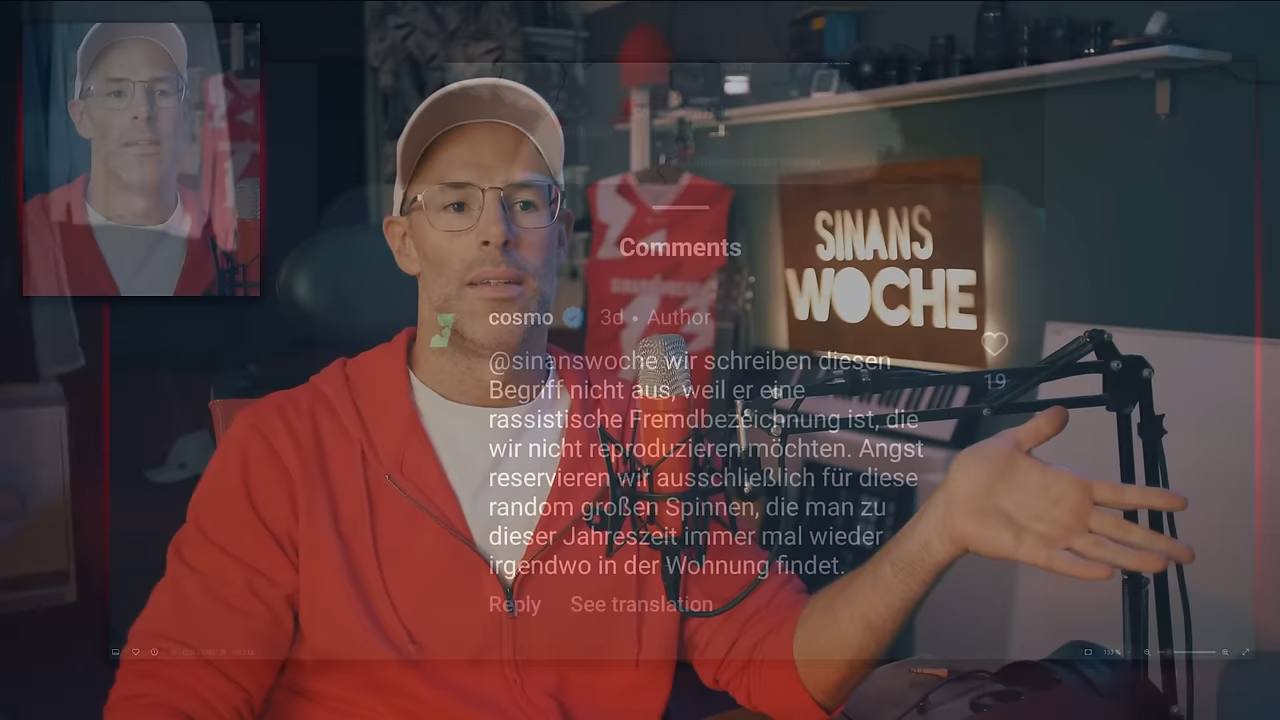 SINANS
WOCHE
Comments
cosmo 3d • Author
@sinanswoche wir schreiben diesen
Begriff nicht aus, weil er eine
rassistische Fremdbezeichnung ist, die
wir nicht reproduzieren möchten. Angst
reservieren wir ausschließlich für diese
random großen Spinnen, die man zu
dieser Jahreszeit immer mal wieder
irgendwo in der Wohnung findet.
19
Reply See translation